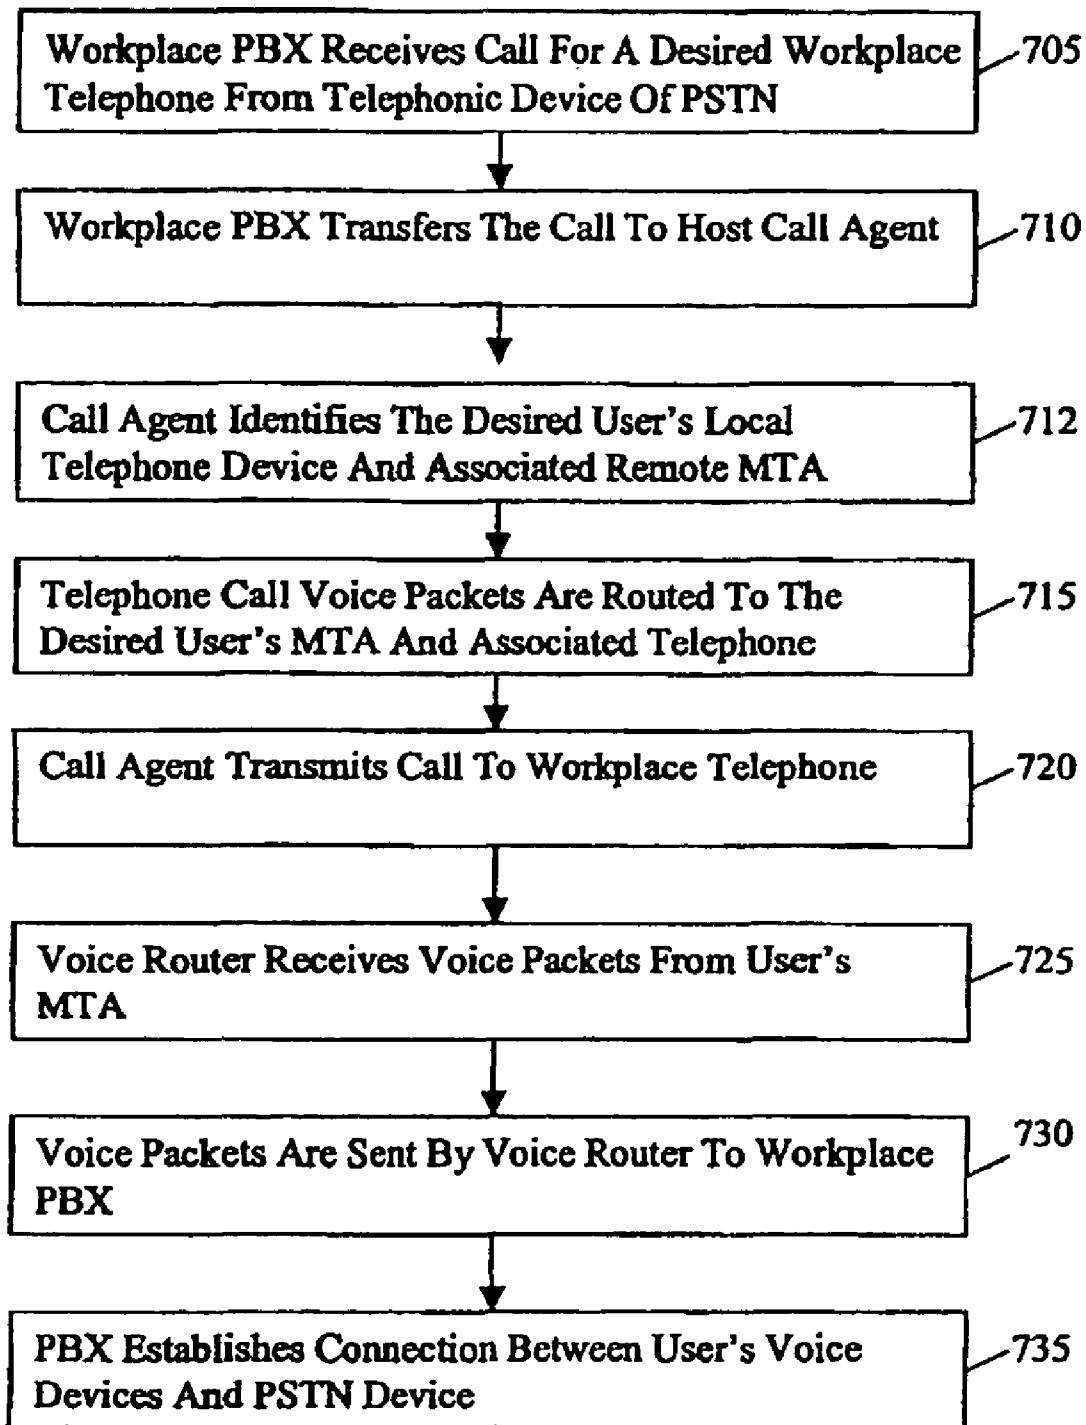 Workplace PBX Receives Call For A Desired Workplace
Telephone From Telephonic Device Of PSTN
705
Workplace PBX Transfers The Call To Host Call Agent
710
Call Agent Identifies The Desired User's Local
Telephone Device And Associated Remote MTA
712
Telephone Call Voice Packets Are Routed To The
Desired User's MTA And Associated Telephone
715
Call Agent Transmits Call To Workplace Telephone
720
Voice Router Receives Voice Packets From User's
MTA
725
Voice Packets Are Sent By Voice Router To Workplace
PBX
730
PBX Establishes Connection Between User's Voice
Devices And PSTN Device
735